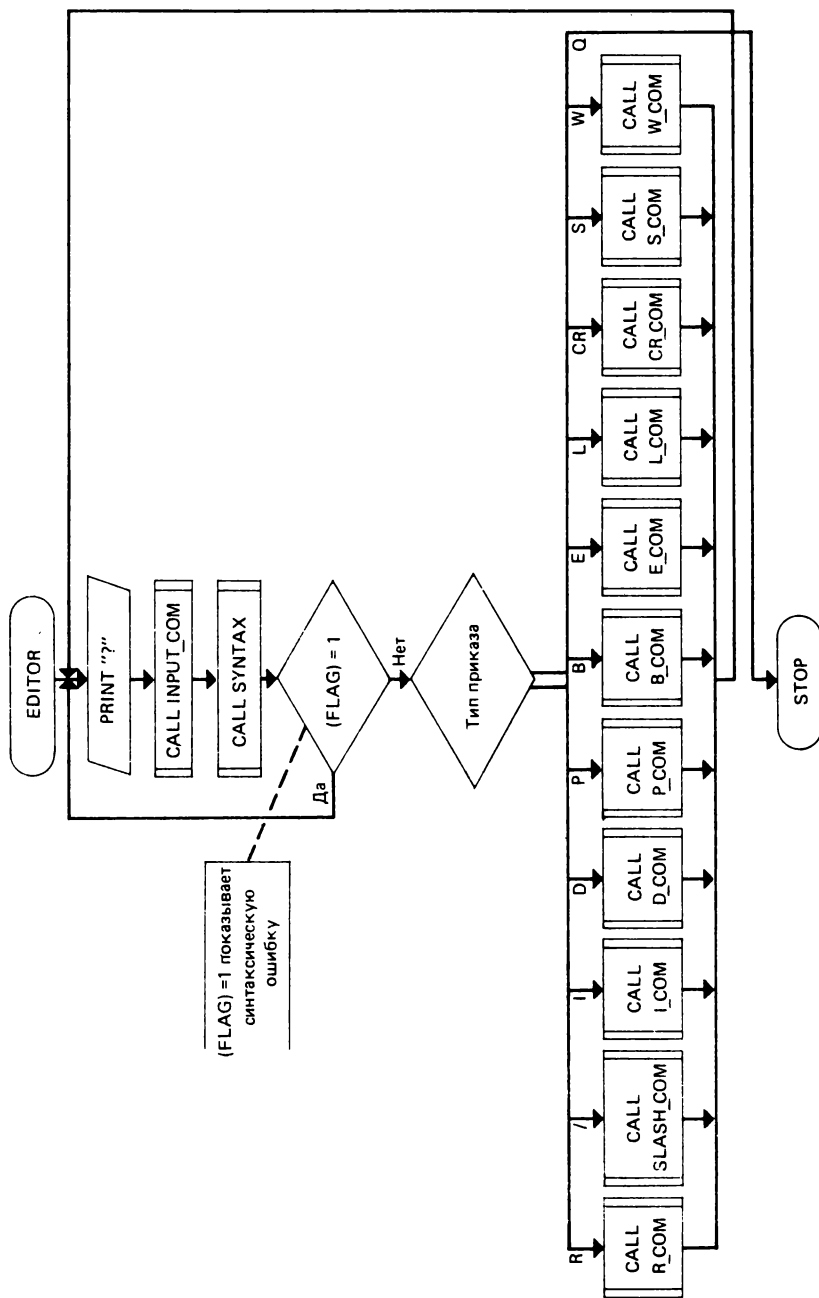 EDITOR
PRINT "?"
CALL INPUT_COM
CALL SYNTAX
(FLAG) = 1
Да
Нет
(FLAG) =1 показывает
синтаксическую
ошибку
Тип приказа
R
/
I
D
P
B
E
L
CR
S
W
Q
CALL
R_COM
CALL
SLASH_COM
CALL
I_COM
CALL
D_COM
CALL
P_COM
CALL
B_COM
CALL
E_COM
CALL
L_COM
CALL
CR_COM
CALL
S_COM
CALL
W_COM
STOP